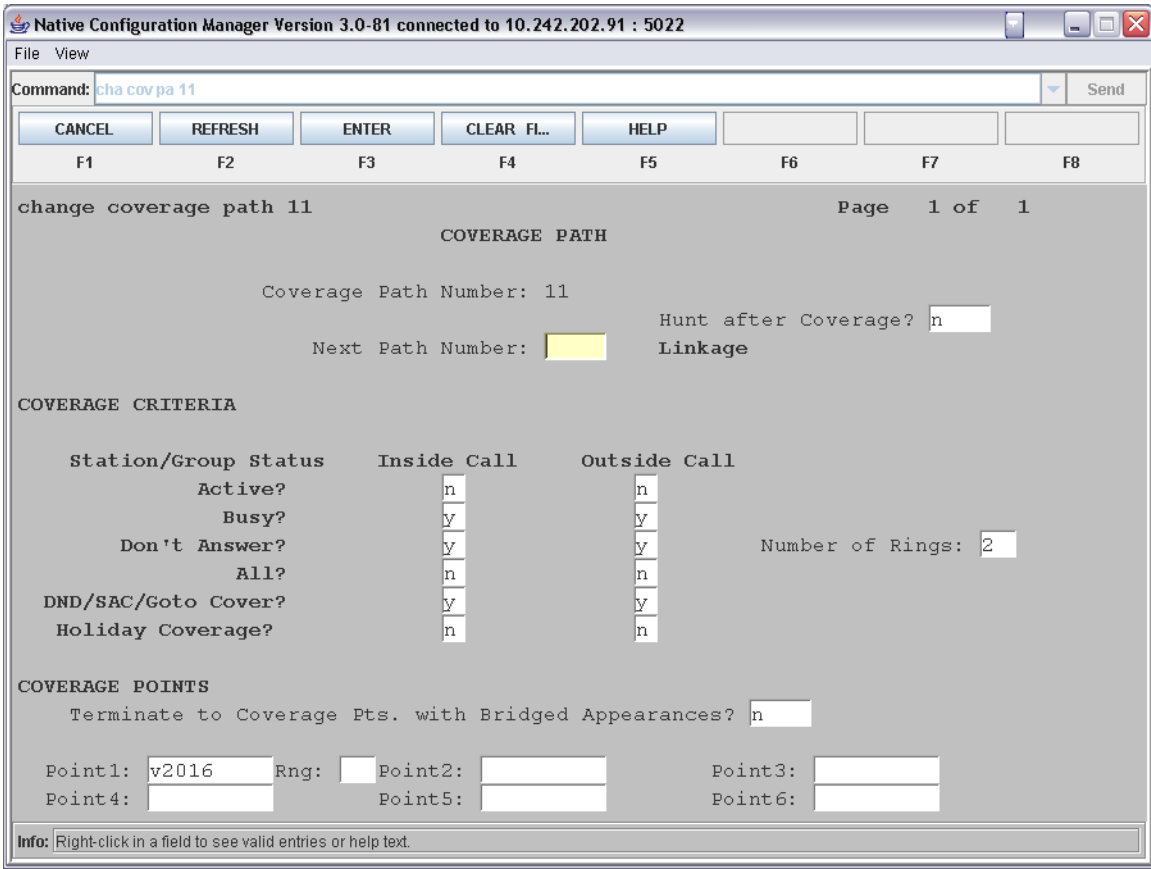 Native Configuration Manager Version 3.0-81 connected to 10.242.202.91 : 5022
File View
Command: cha cov pa 11 Send
CANCEL REFRESH ENTER CLEAR FI... HELP
F1 F2 F3 F4 F5 F6 F7 F8
change coverage path 11 Page 1 of 1
COVERAGE PATH
Coverage Path Number: 11
Hunt after Coverage? n
Next Path Number: Linkage
COVERAGE CRITERIA
Station/Group Status Inside Call Outside Call
Active? n n
Busy? y y
Don't Answer? y y Number of Rings: 2
All? n n
DND/SAC/Goto Cover? y y
Holiday Coverage? n n
COVERAGE POINTS
Terminate to Coverage Pts. with Bridged Appearances? n
Point1: v2016 Rng: Point2: Point3:
Point4: Point5: Point6:
Info: Right-click in a field to see valid entries or help text.